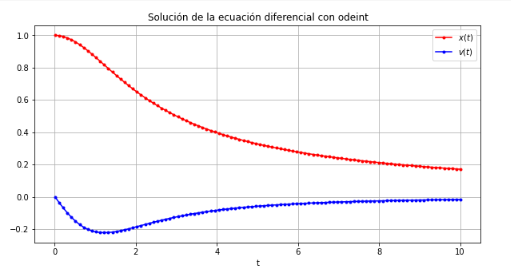 Solución de la ecuación diferencial con odeint
x(t)
v(t)
1.0
0.8
0.6
0.4
0.2
0.0
−0.2
0 2 4 6 8 10
t